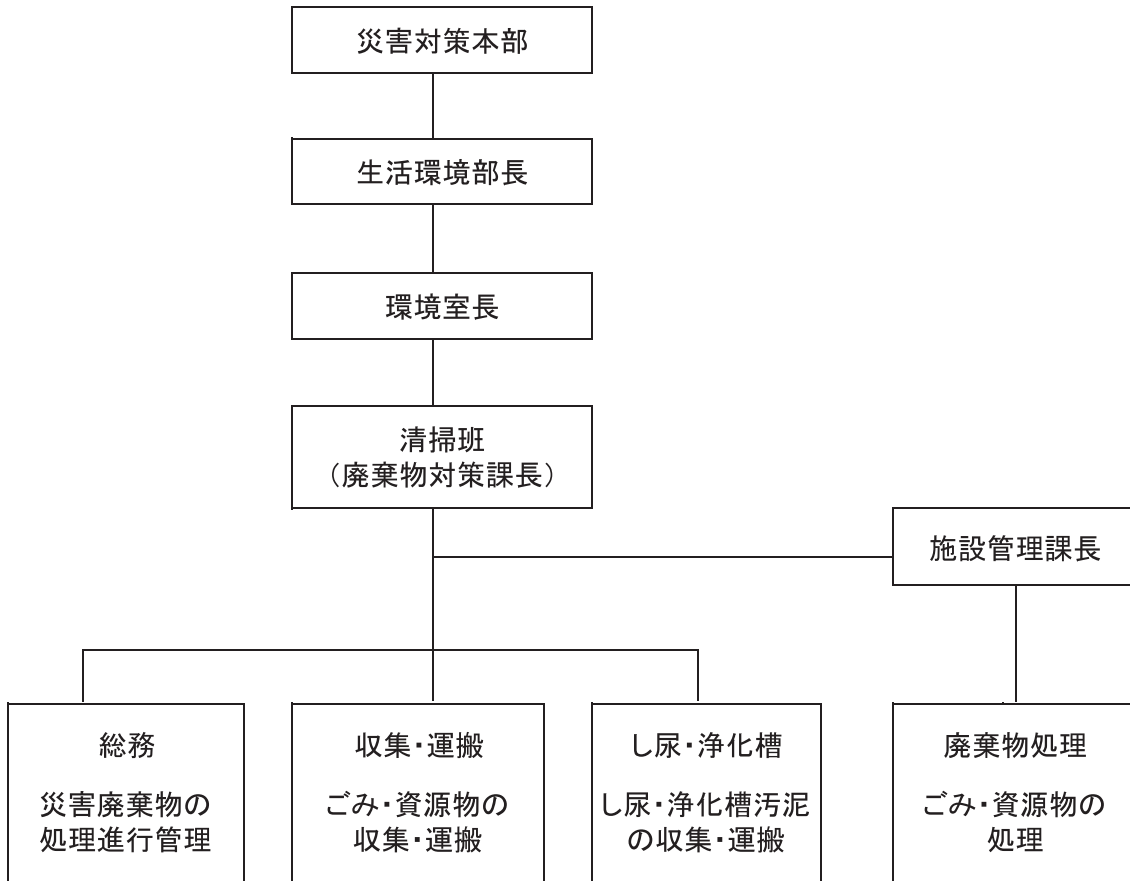 災害対策本部
生活環境部長
環境室長
清掃班
（廃棄物対策課長）
施設管理課長
総務
災害廃棄物の
処理進行管理
収集・運搬
ごみ・資源物の
収集・運搬
し尿・浄化槽
し尿・浄化槽汚泥
の収集・運搬
廃棄物処理
ごみ・資源物の
処理